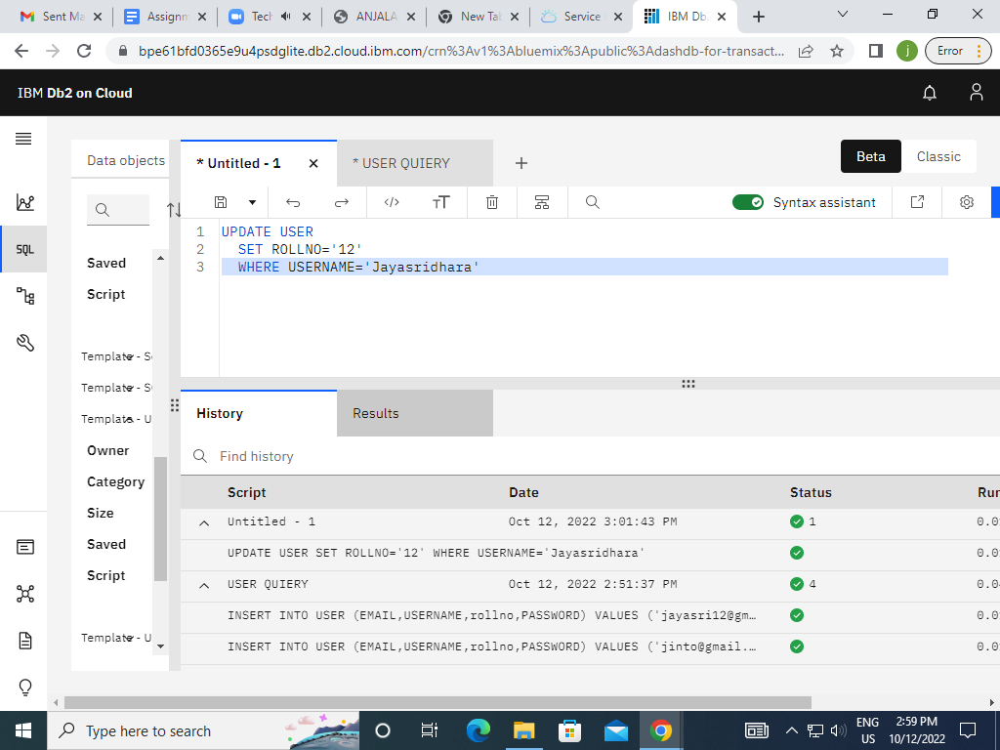 Sent Ma
Assignm
Tech
ANJALA
New Tab
Service
IBM Db
bpe61bfd0365e9u4psdglite.db2.cloud.ibm.com/crn%3Av1%3Abluemix%3Apublic%3Adashdb-for-transact...
j
Error
IBM Db2 on Cloud
Data objects
* Untitled - 1
* USER QUIERY
Beta
Classic
Syntax assistant
SQL
1 UPDATE USER
2 SET ROLLNO='12'
3 WHERE USERNAME='Jayasridhara'
Saved
Script
Template - S
Template - S
Template - U
Owner
Category
Size
Saved
Script
Template - U
History
Results
Find history
Script Date Status Run
Untitled - 1 Oct 12, 2022 3:01:43 PM 1 0.0
UPDATE USER SET ROLLNO='12' WHERE USERNAME='Jayasridhara' 0.0
USER QUIERY Oct 12, 2022 2:51:37 PM 4 0.0
INSERT INTO USER (EMAIL,USERNAME,rollno,PASSWORD) VALUES ('jayasri12@gm… 0.0
INSERT INTO USER (EMAIL,USERNAME,rollno,PASSWORD) VALUES ('jinto@gmail.… 0.0
Type here to search
ENG
US
2:59 PM
10/12/2022